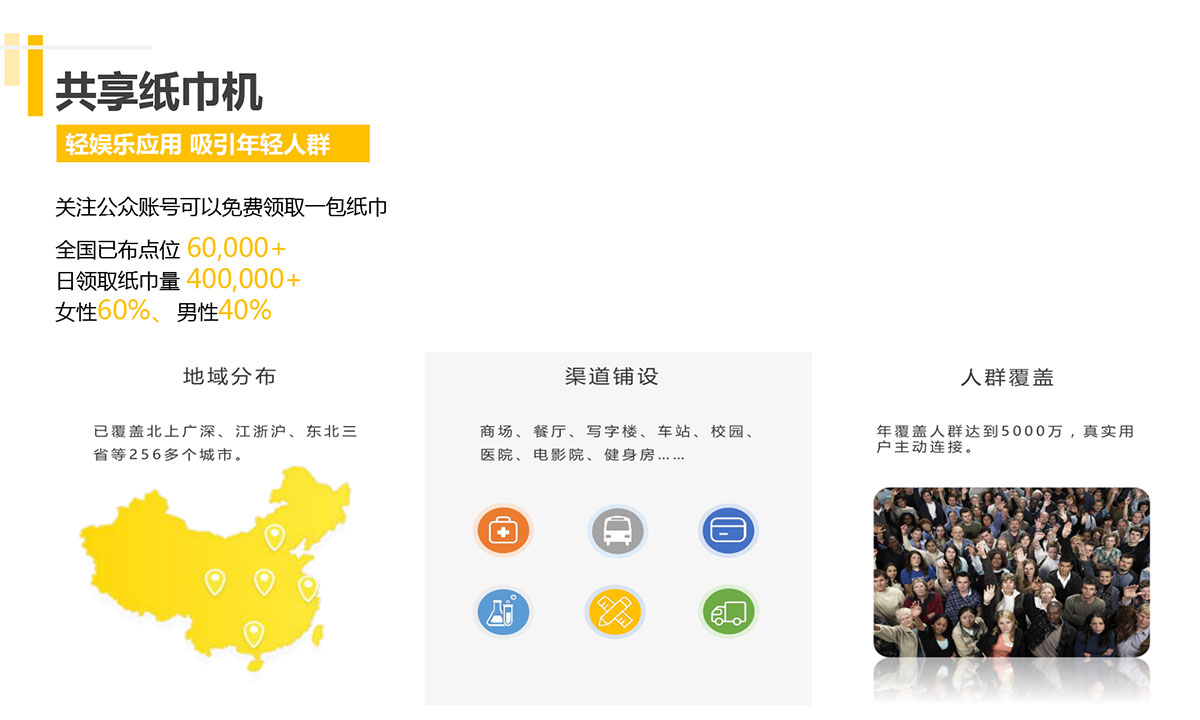 共享纸巾机
轻娱乐应用 吸引年轻人群
关注公众账号可以免费领取一包纸巾
全国已布点位 60,000+
日领取纸巾量 400,000+
女性60%、 男性40%
地域分布
已覆盖北上广深、江浙沪、东北三
省等256多个城市。
渠道铺设
商场、餐厅、写字楼、车站、校园、
医院、电影院、健身房……
人群覆盖
年覆盖人群达到5000万，真实用
户主动连接。